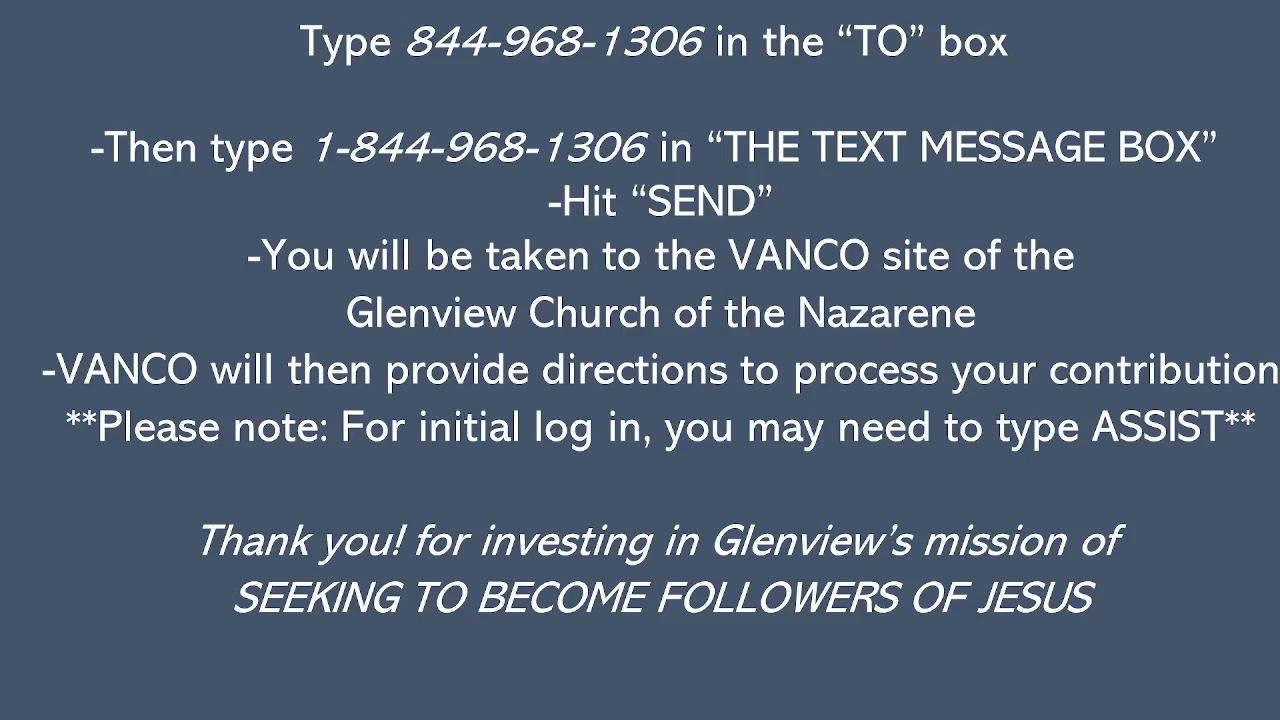 Type 844-968-1306 in the “TO” box
-Then type 1-844-968-1306 in “THE TEXT MESSAGE BOX”
-Hit “SEND”
-You will be taken to the VANCO site of the
Glenview Church of the Nazarene
-VANCO will then provide directions to process your contribution
**Please note: For initial log in, you may need to type ASSIST**
Thank you! for investing in Glenview’s mission of
SEEKING TO BECOME FOLLOWERS OF JESUS